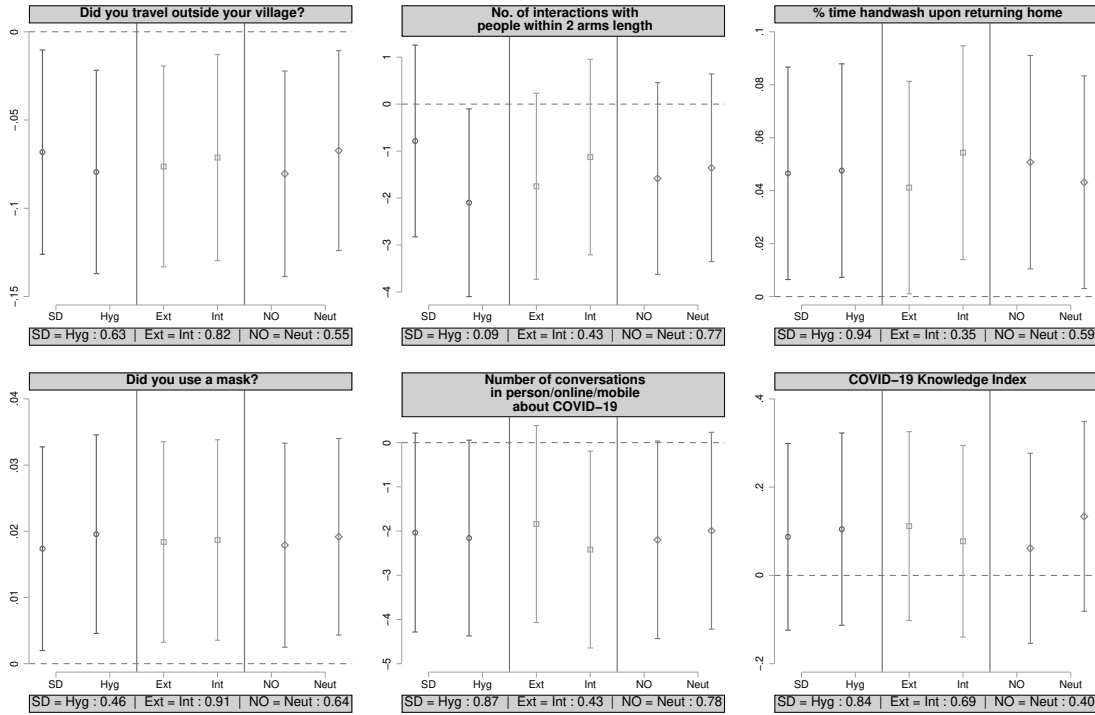 Did you travel outside your village?
0
−.05
−.1
−.15
SD Hyg Ext Int NO Neut
SD = Hyg : 0.63 | Ext = Int : 0.82 | NO = Neut : 0.55
No. of interactions with
people within 2 arms length
1
0
−1
−2
−3
−4
SD Hyg Ext Int NO Neut
SD = Hyg : 0.09 | Ext = Int : 0.43 | NO = Neut : 0.77
% time handwash upon returning home
.1
.08
.06
.04
.02
0
SD Hyg Ext Int NO Neut
SD = Hyg : 0.94 | Ext = Int : 0.35 | NO = Neut : 0.59
Did you use a mask?
.04
.03
.02
.01
0
SD Hyg Ext Int NO Neut
SD = Hyg : 0.46 | Ext = Int : 0.91 | NO = Neut : 0.64
Number of conversations
in person/online/mobile
about COVID−19
0
−1
−2
−3
−4
−5
SD Hyg Ext Int NO Neut
SD = Hyg : 0.87 | Ext = Int : 0.43 | NO = Neut : 0.78
COVID−19 Knowledge Index
.4
.2
0
−.2
SD Hyg Ext Int NO Neut
SD = Hyg : 0.84 | Ext = Int : 0.69 | NO = Neut : 0.40